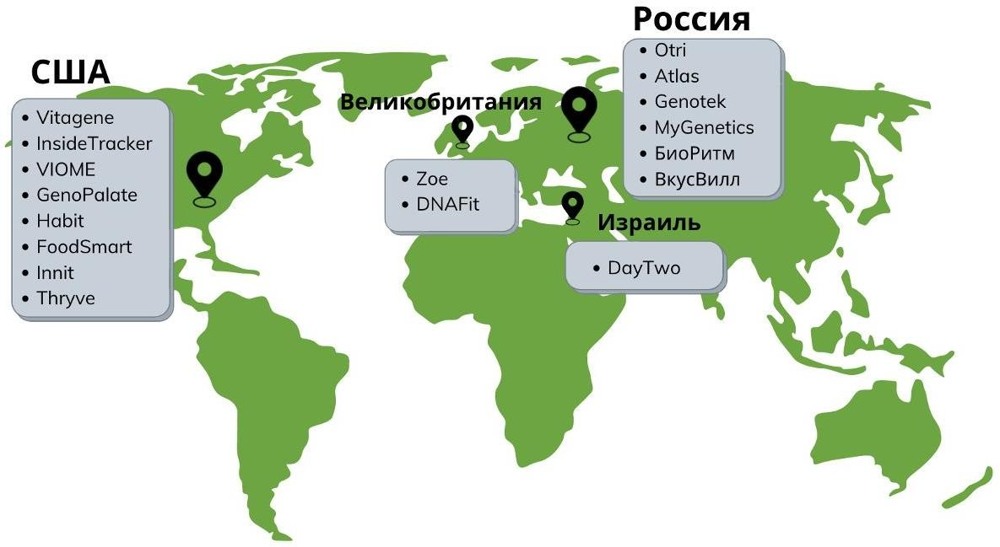 США
• Vitagene
• InsideTracker
• VIOME
• GenoPalate
• Habit
• FoodSmart
• Innit
• Thryve
Великобритания
• Zoe
• DNAFit
Россия
• Otri
• Atlas
• Genotek
• MyGenetics
• БиоРитм
• ВкусВилл
Израиль
• DayTwo